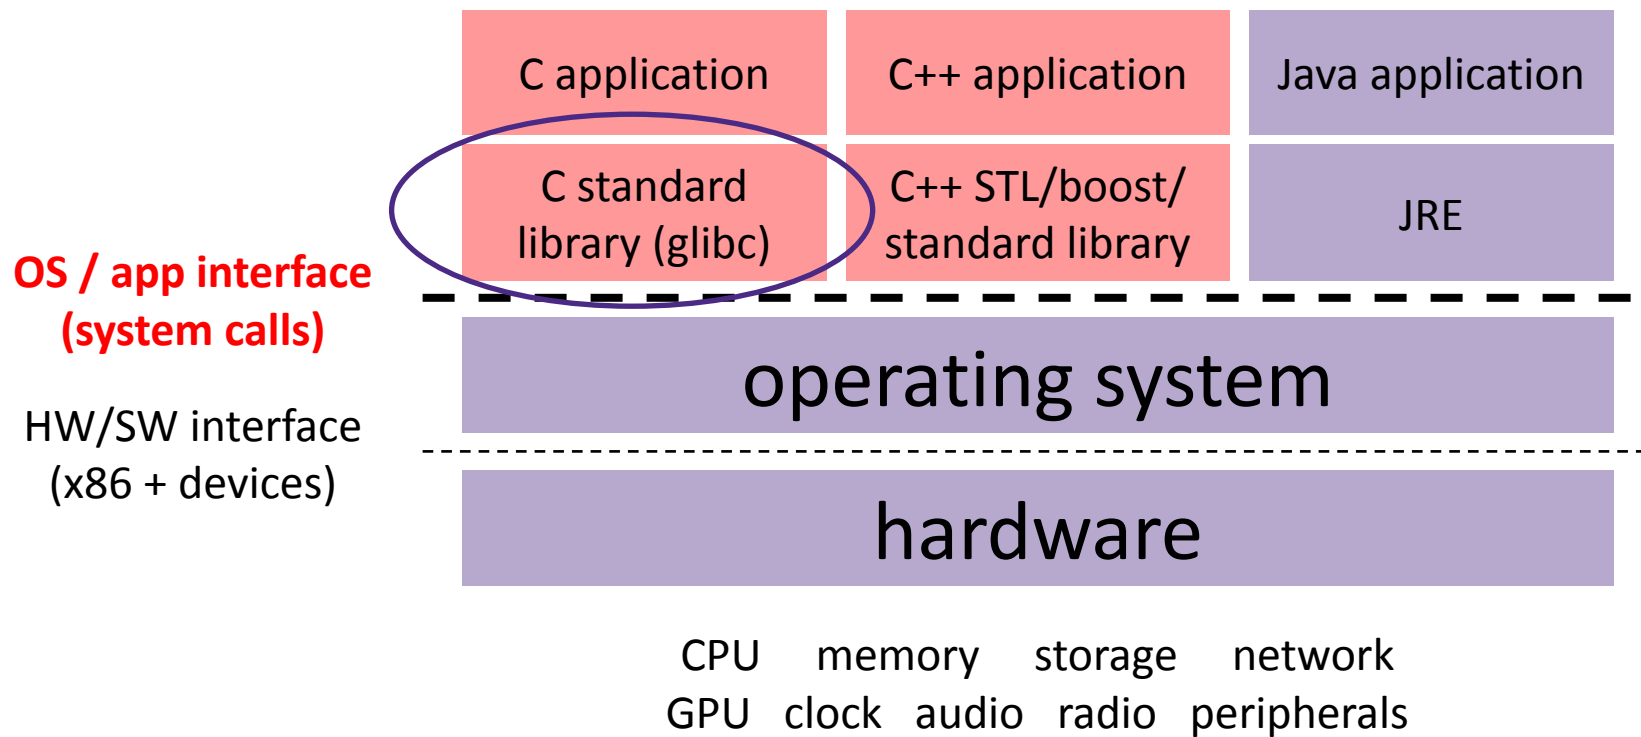 C application
C++ application
Java application
C standard
library (glibc)
C++ STL/boost/
standard library
JRE
OS / app interface
(system calls)
operating system
HW/SW interface
(x86 + devices)
hardware
CPU memory storage network
GPU clock audio radio peripherals